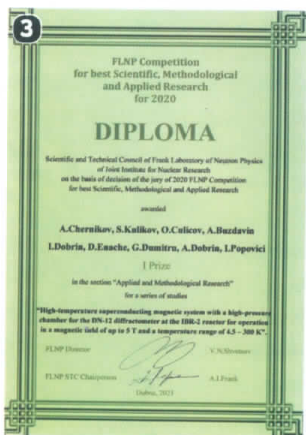 3
FLNP Competition
for best Scientific, Methodological
and Applied Research
for 2020
DIPLOMA
Scientific and Technical Council of Frank Laboratory of Neutron Physics
of Joint Institute for Nuclear Research
on the basis of decision of the jury of 2020 FLNP Competition
for best Scientific, Methodological and Applied Research
awarded
A.Chernikov, S.Kulikov, O.Culicov, A.Buzdavin
I.Dobrin, D.Enache, G.Dumitru, A.Dobrin, I.Popovici
I Prize
in the section "Applied and Methodological Research"
for a series of studies
"High-temperature superconducting magnetic system with a high-pressure
chamber for the DN-12 diffractometer at the IBR-2 reactor for operation
in a magnetic field of up to 5 T and a temperature range of 4.5 – 300 K".
FLNP Director V.N.Shvetsov
FLNP STC Chairperson A.I.Frank
Dubna, 2021